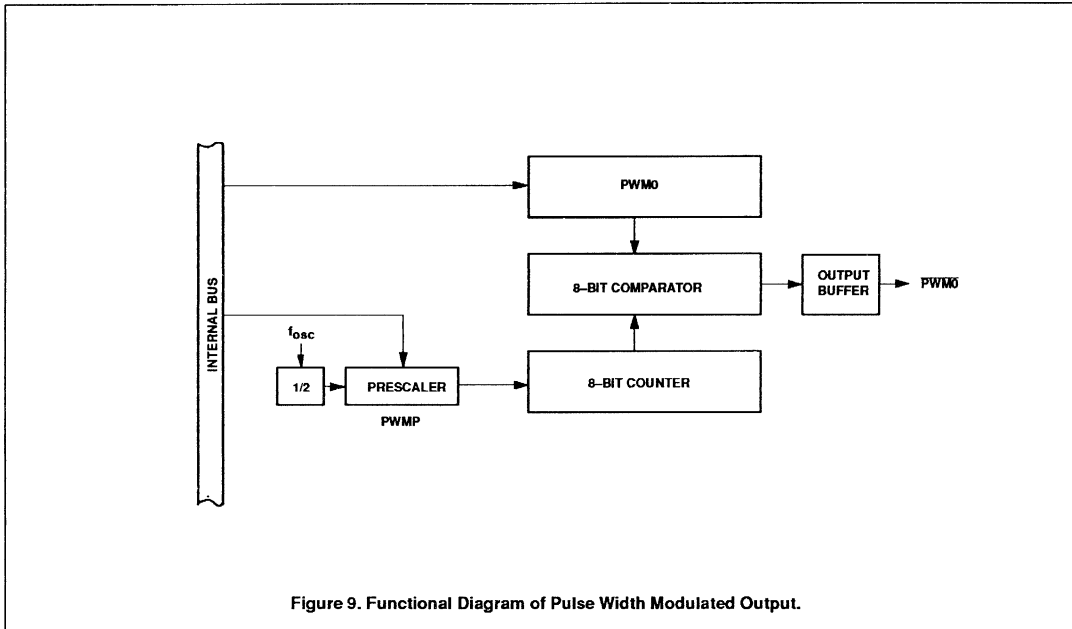 PWM0
INTERNAL BUS
8–BIT COMPARATOR
OUTPUT
BUFFER
PWM0
fosc
1/2
PRESCALER
8–BIT COUNTER
PWMP
Figure 9. Functional Diagram of Pulse Width Modulated Output.